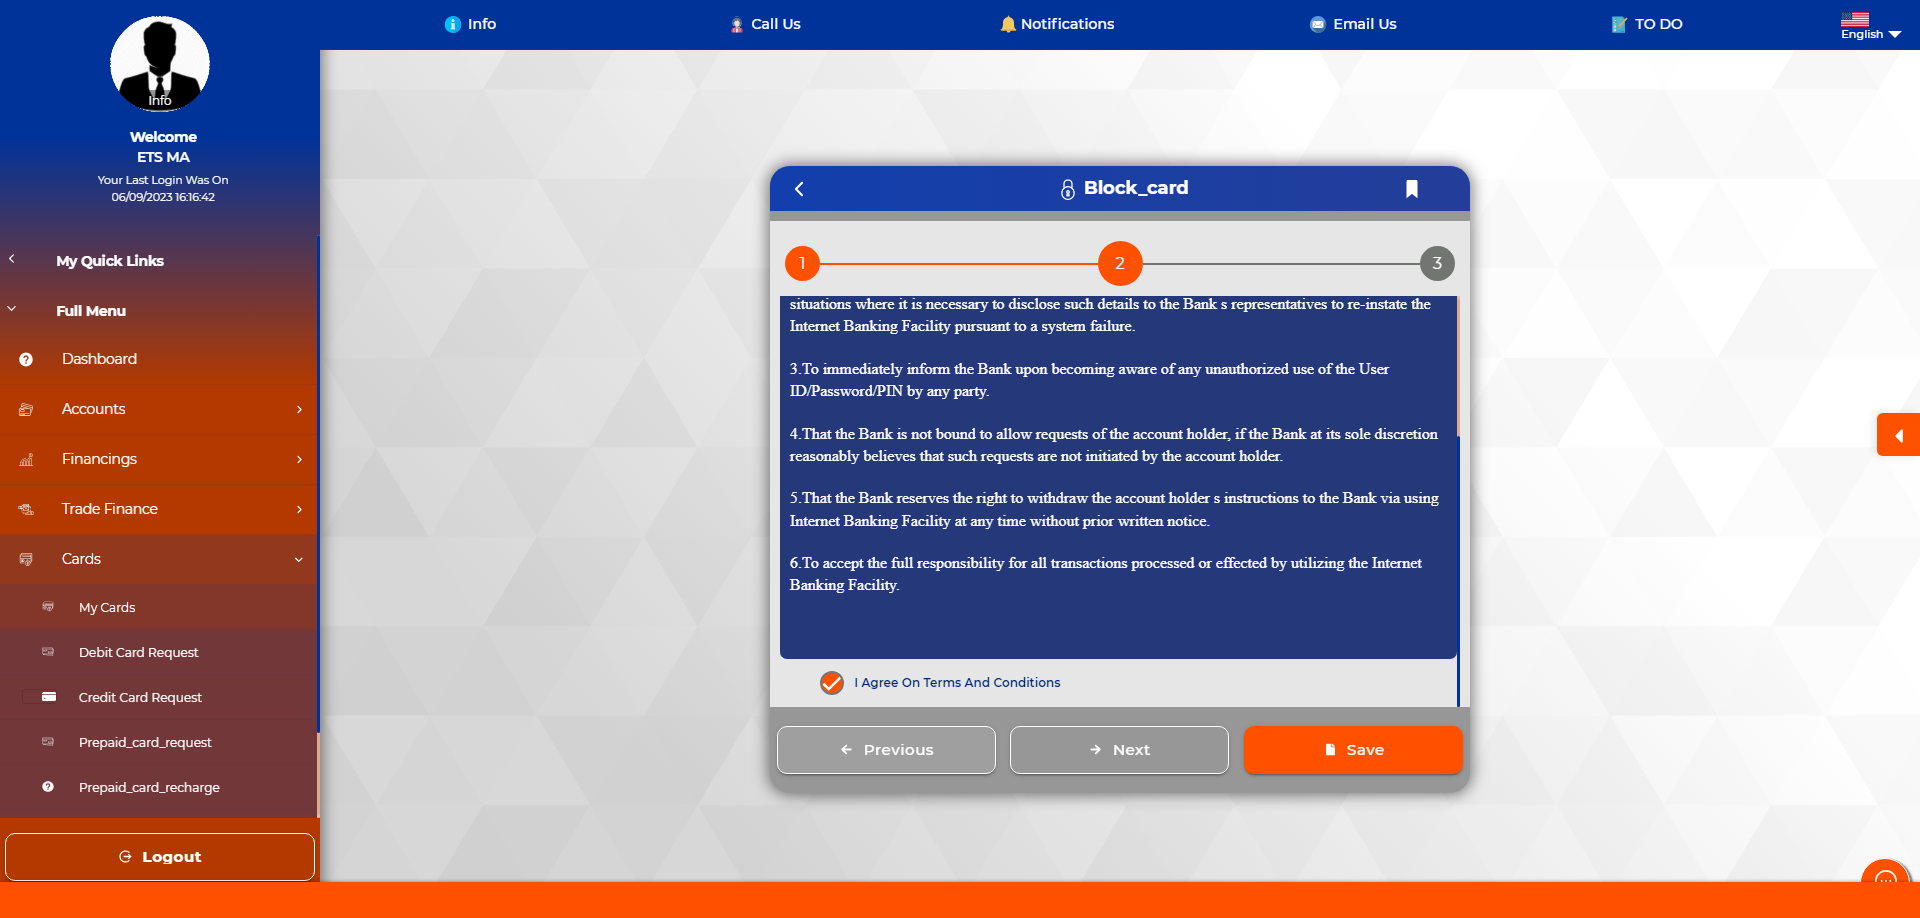 Info
Call Us
Notifications
Email Us
TO DO
English
Info
Welcome
ETS MA
Your Last Login Was On
06/09/2023 16:16:42
My Quick Links
Full Menu
Dashboard
Accounts
Financings
Trade Finance
Cards
My Cards
Debit Card Request
Credit Card Request
Prepaid_card_request
Prepaid_card_recharge
Logout
Block_card
1
2
3
situations where it is necessary to disclose such details to the Bank s representatives to re-instate the
Internet Banking Facility pursuant to a system failure.
3.To immediately inform the Bank upon becoming aware of any unauthorized use of the User
ID/Password/PIN by any party.
4.That the Bank is not bound to allow requests of the account holder, if the Bank at its sole discretion
reasonably believes that such requests are not initiated by the account holder.
5.That the Bank reserves the right to withdraw the account holder s instructions to the Bank via using
Internet Banking Facility at any time without prior written notice.
6.To accept the full responsibility for all transactions processed or effected by utilizing the Internet
Banking Facility.
I Agree On Terms And Conditions
Previous
Next
Save